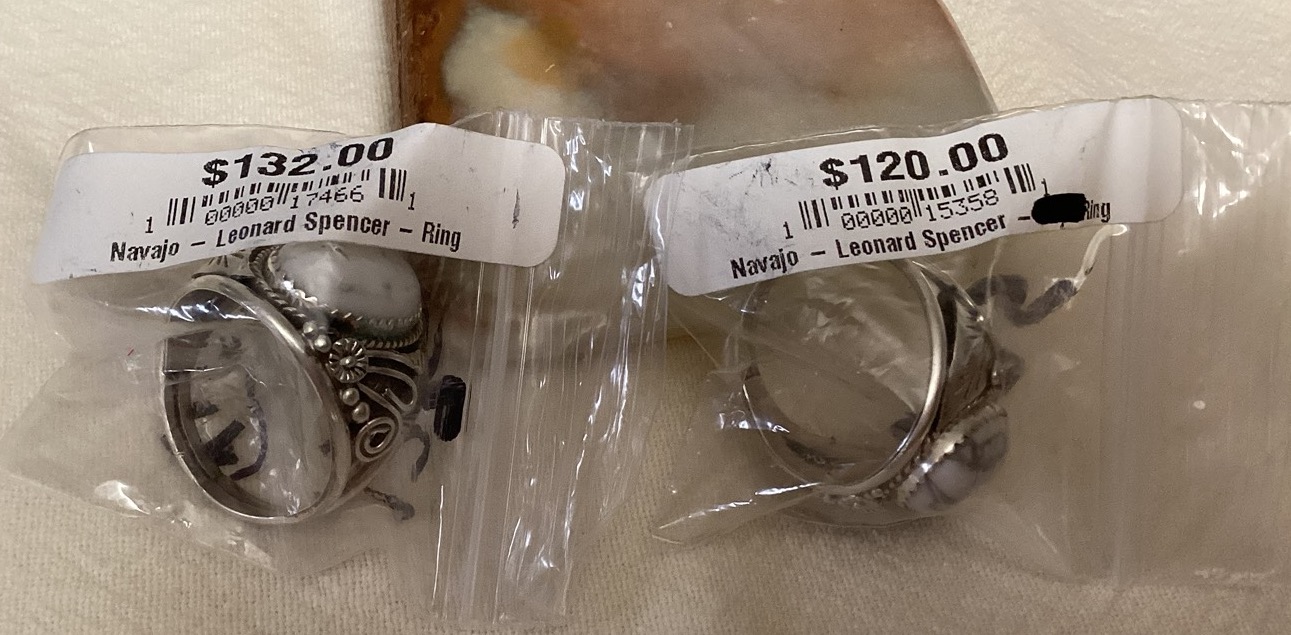 $132.00
1 00000 17466 1
Navajo – Leonard Spencer – Ring
$120.00
1 00000 15358 1
Navajo – Leonard Spencer – Ring